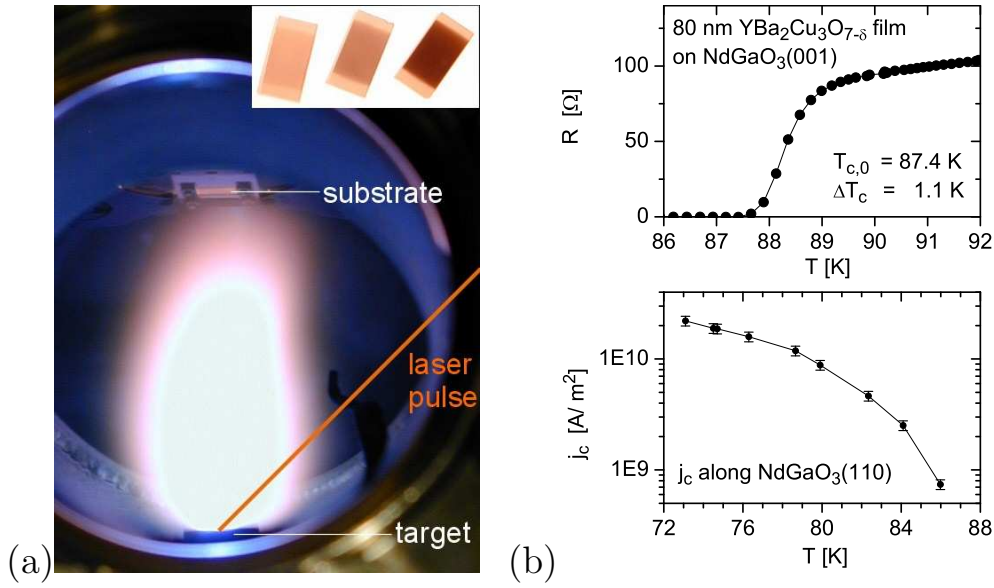 substrate
laser
pulse
target
(a)
80 nm YBa2Cu3O7-δ film
on NdGaO3(001)
100
50
0
R [Ω]
Tc,0 = 87.4 K
ΔTc = 1.1 K
86 87 88 89 90 91 92
T [K]
1E10
1E9
jc [A/ m²]
jc along NdGaO3(110)
72 76 80 84 88
T [K]
(b)